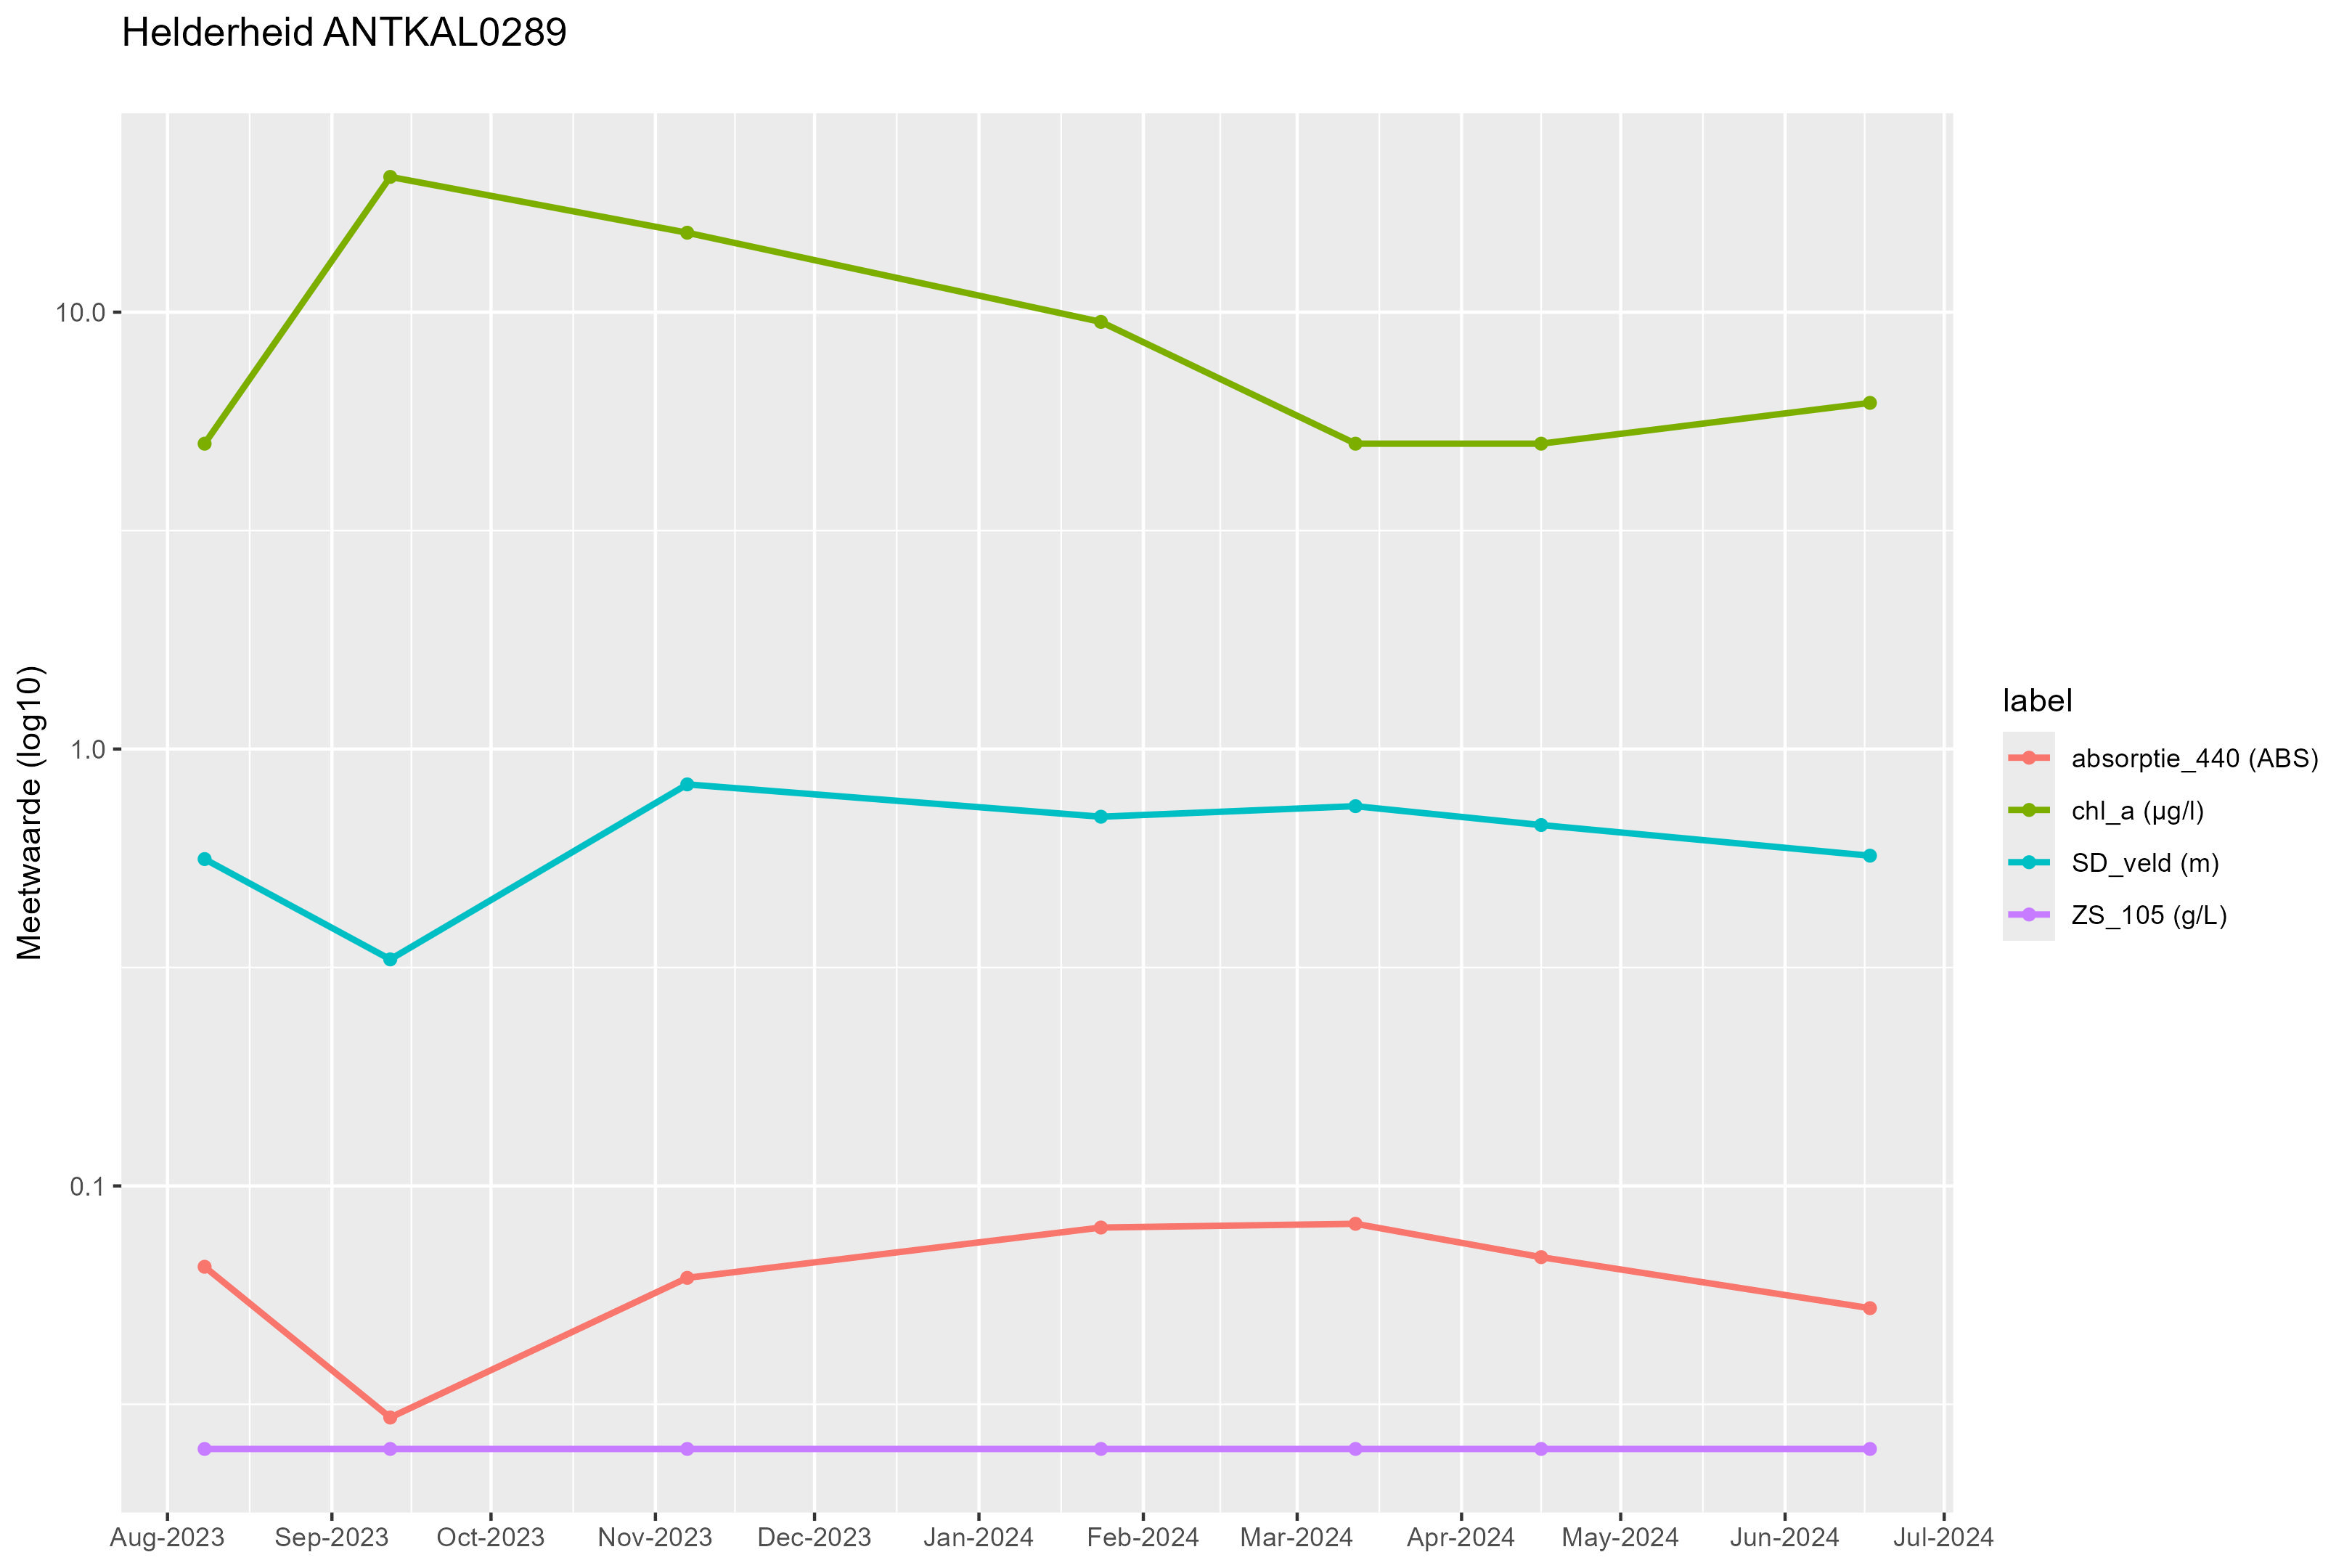 Helderheid ANTKAL0289
Meetwaarde (log10)
10.0
1.0
0.1
Aug-2023
Sep-2023
Oct-2023
Nov-2023
Dec-2023
Jan-2024
Feb-2024
Mar-2024
Apr-2024
May-2024
Jun-2024
Jul-2024
label
absorptie_440 (ABS)
chl_a (µg/l)
SD_veld (m)
ZS_105 (g/L)